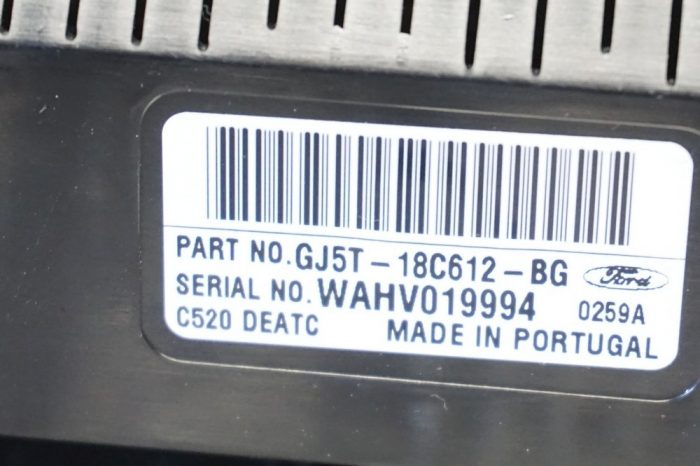 PART NO.GJ5T-18C612-BG Ford
SERIAL NO.WAHV019994 0259A
C520 DEATC MADE IN PORTUGAL